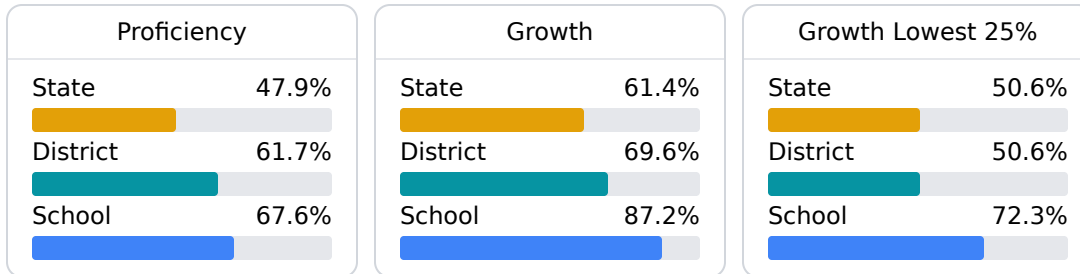 Proficiency
State 47.9%
District 61.7%
School 67.6%
Growth
State 61.4%
District 69.6%
School 87.2%
Growth Lowest 25%
State 50.6%
District 50.6%
School 72.3%